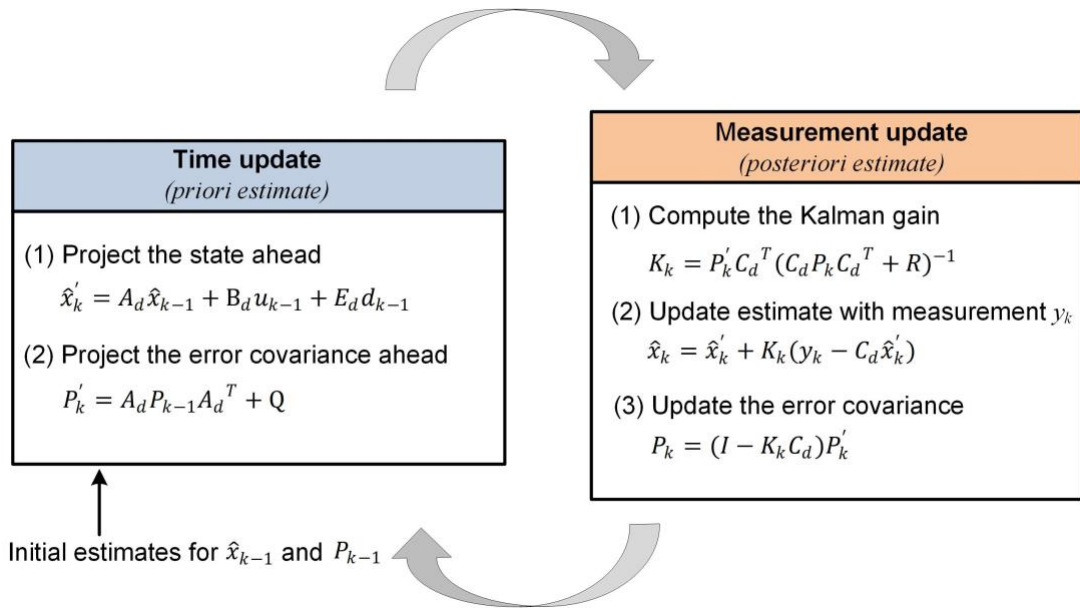 Time update
(priori estimate)
(1) Project the state ahead
x̂′ₖ = A_d x̂ₖ₋₁ + B_d uₖ₋₁ + E_d dₖ₋₁
(2) Project the error covariance ahead
P′ₖ = A_d Pₖ₋₁ A_dᵀ + Q
Initial estimates for x̂ₖ₋₁ and Pₖ₋₁
Measurement update
(posteriori estimate)
(1) Compute the Kalman gain
Kₖ = P′ₖ C_dᵀ (C_d Pₖ C_dᵀ + R)⁻¹
(2) Update estimate with measurement yₖ
x̂ₖ = x̂′ₖ + Kₖ(yₖ − C_d x̂′ₖ)
(3) Update the error covariance
Pₖ = (I − Kₖ C_d)P′ₖ